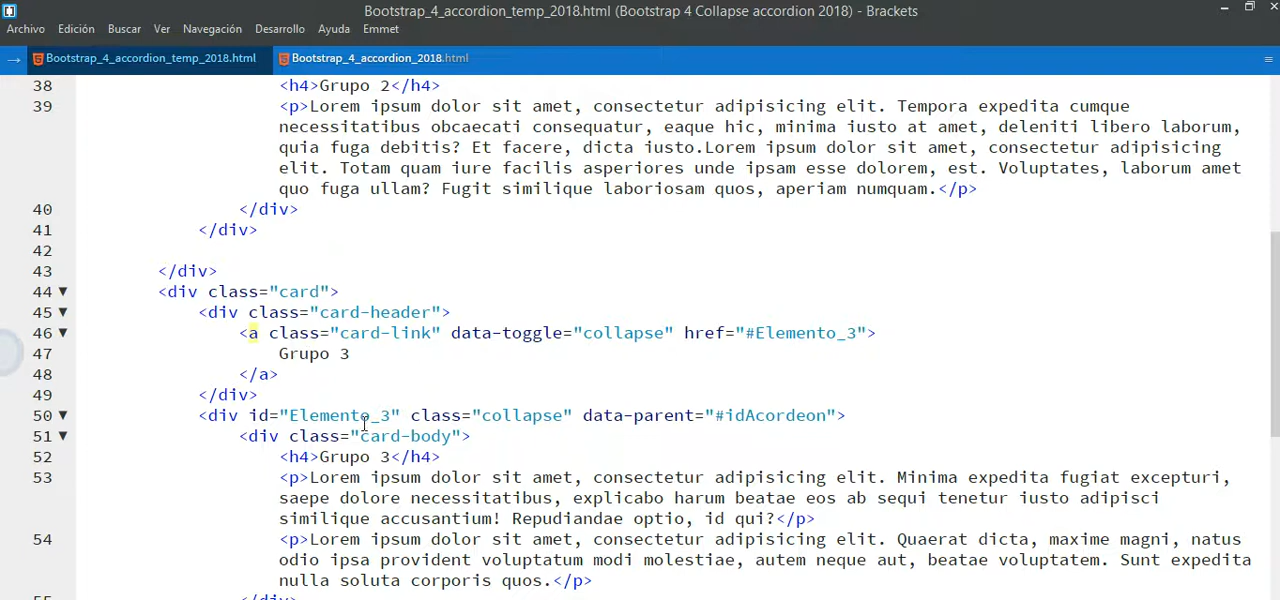 Bootstrap_4_accordion_temp_2018.html (Bootstrap 4 Collapse accordion 2018) - Brackets
Archivo Edición Buscar Ver Navegación Desarrollo Ayuda Emmet
Bootstrap_4_accordion_temp_2018.html Bootstrap_4_accordion_2018.html
38 <h4>Grupo 2</h4>
39 <p>Lorem ipsum dolor sit amet, consectetur adipisicing elit. Tempora expedita cumque
necessitatibus obcaecati consequatur, eaque hic, minima iusto at amet, deleniti libero laborum,
quia fuga debitis? Et facere, dicta iusto.Lorem ipsum dolor sit amet, consectetur adipisicing
elit. Totam quam iure facilis asperiores unde ipsam esse dolorem, est. Voluptates, laborum amet
quo fuga ullam? Fugit similique laboriosam quos, aperiam numquam.</p>
40 </div>
41 </div>
42
43 </div>
44 <div class="card">
45 <div class="card-header">
46 <a class="card-link" data-toggle="collapse" href="#Elemento_3">
47 Grupo 3
48 </a>
49 </div>
50 <div id="Elemento_3" class="collapse" data-parent="#idAcordeon">
51 <div class="card-body">
52 <h4>Grupo 3</h4>
53 <p>Lorem ipsum dolor sit amet, consectetur adipisicing elit. Minima expedita fugiat excepturi,
saepe dolore necessitatibus, explicabo harum beatae eos ab sequi tenetur iusto adipisci
similique accusantium! Repudiandae optio, id qui?</p>
54 <p>Lorem ipsum dolor sit amet, consectetur adipisicing elit. Quaerat dicta, maxime magni, natus
odio ipsa provident voluptatum modi molestiae, autem neque aut, beatae voluptatem. Sunt expedita
nulla soluta corporis quos.</p>
55 </div>